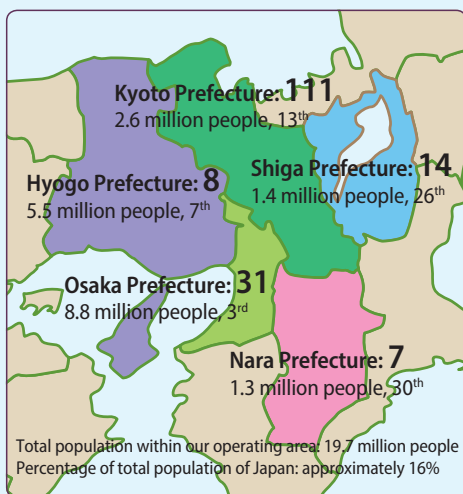 Kyoto Prefecture: 111
2.6 million people, 13th
Shiga Prefecture: 14
1.4 million people, 26th
Hyogo Prefecture: 8
5.5 million people, 7th
Osaka Prefecture: 31
8.8 million people, 3rd
Nara Prefecture: 7
1.3 million people, 30th
Total population within our operating area: 19.7 million people
Percentage of total population of Japan: approximately 16%